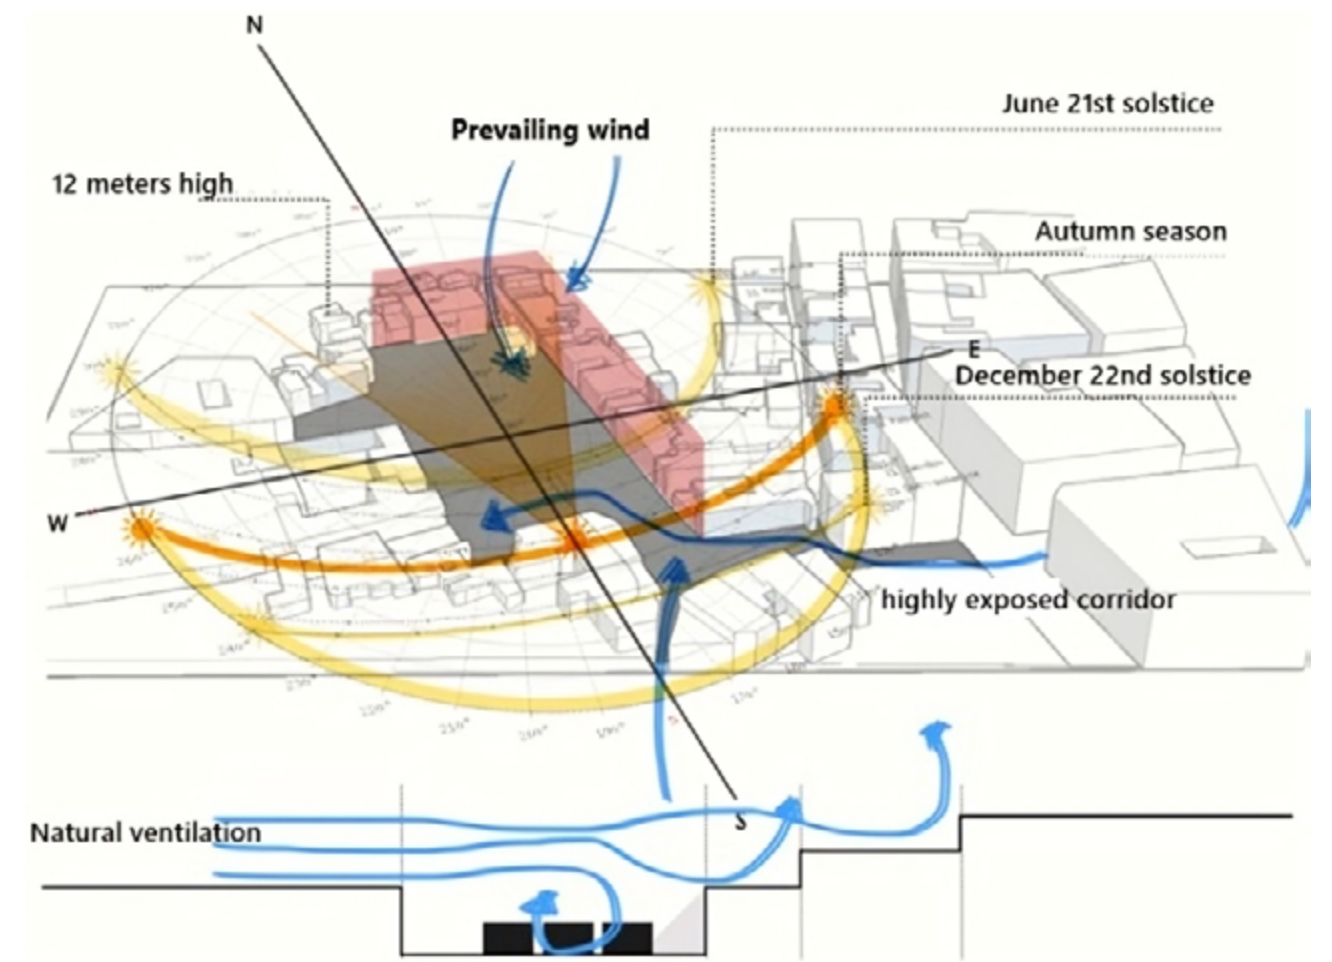 N
June 21st solstice
Prevailing wind
12 meters high
Autumn season
E
December 22nd solstice
W
highly exposed corridor
S
Natural ventilation